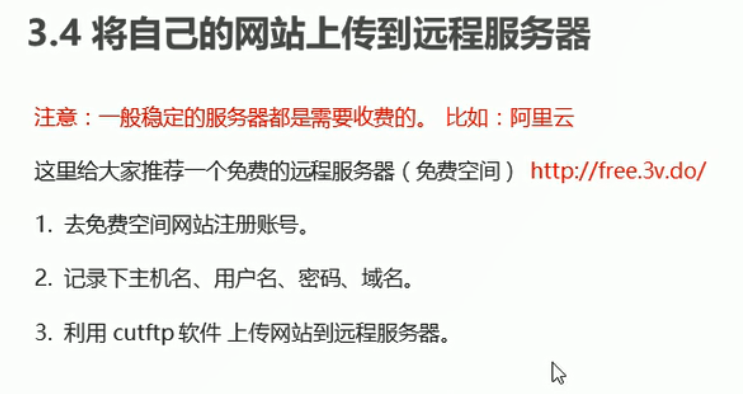 3.4 将自己的网站上传到远程服务器
注意：一般稳定的服务器都是需要收费的。 比如：阿里云
这里给大家推荐一个免费的远程服务器（免费空间） http://free.3v.do/
1. 去免费空间网站注册账号。
2. 记录下主机名、用户名、密码、域名。
3. 利用 cutftp 软件 上传网站到远程服务器。